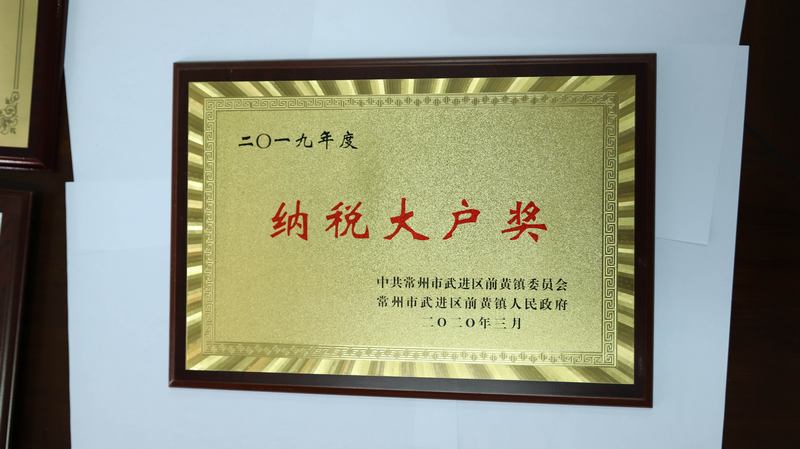 二〇一九年度
纳税大户奖
中共常州市武进区前黄镇委员会
常州市武进区前黄镇人民政府
二〇二〇年三月